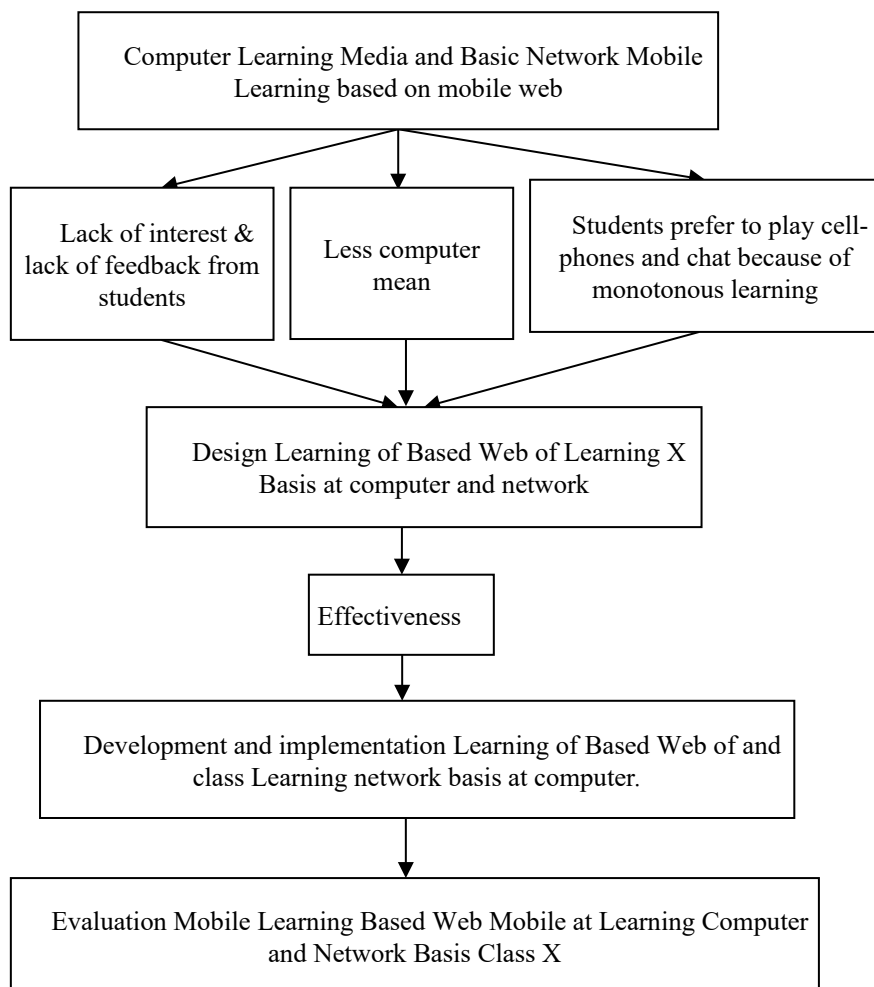 Computer Learning Media and Basic Network Mobile
Learning based on mobile web
Lack of interest &
lack of feedback from
students
Less computer
mean
Students prefer to play cell-
phones and chat because of
monotonous learning
Design Learning of Based Web of Learning X
Basis at computer and network
Effectiveness
Development and implementation Learning of Based Web of and
class Learning network basis at computer.
Evaluation Mobile Learning Based Web Mobile at Learning Computer
and Network Basis Class X